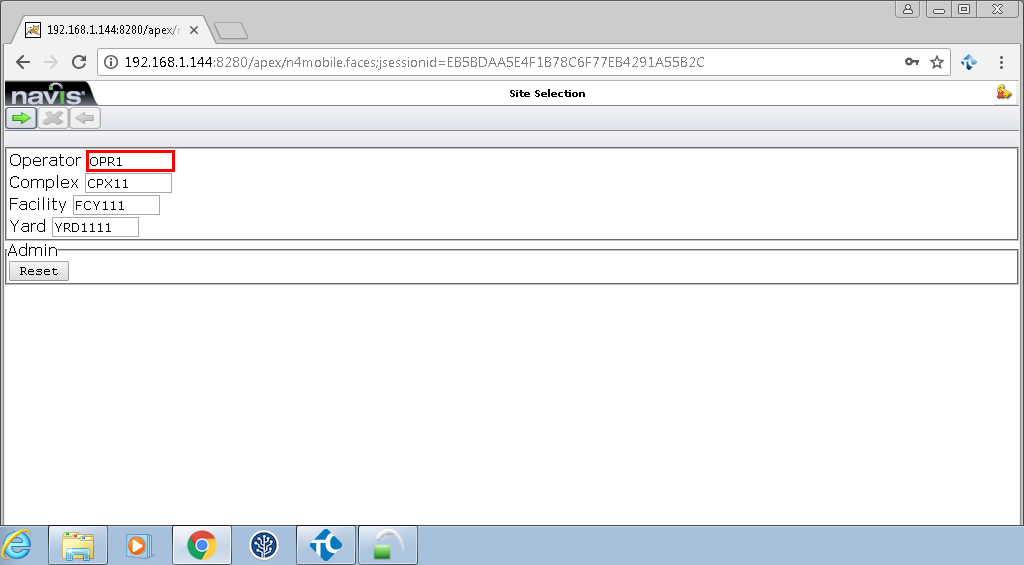 192.168.1.144:8280/apex/r
192.168.1.144:8280/apex/n4mobile.faces;jsessionid=EB5BDAA5E4F1B78C6F77EB4291A55B2C
navis
Site Selection
Operator OPR1
Complex CPX11
Facility FCY111
Yard YRD1111
Admin
Reset